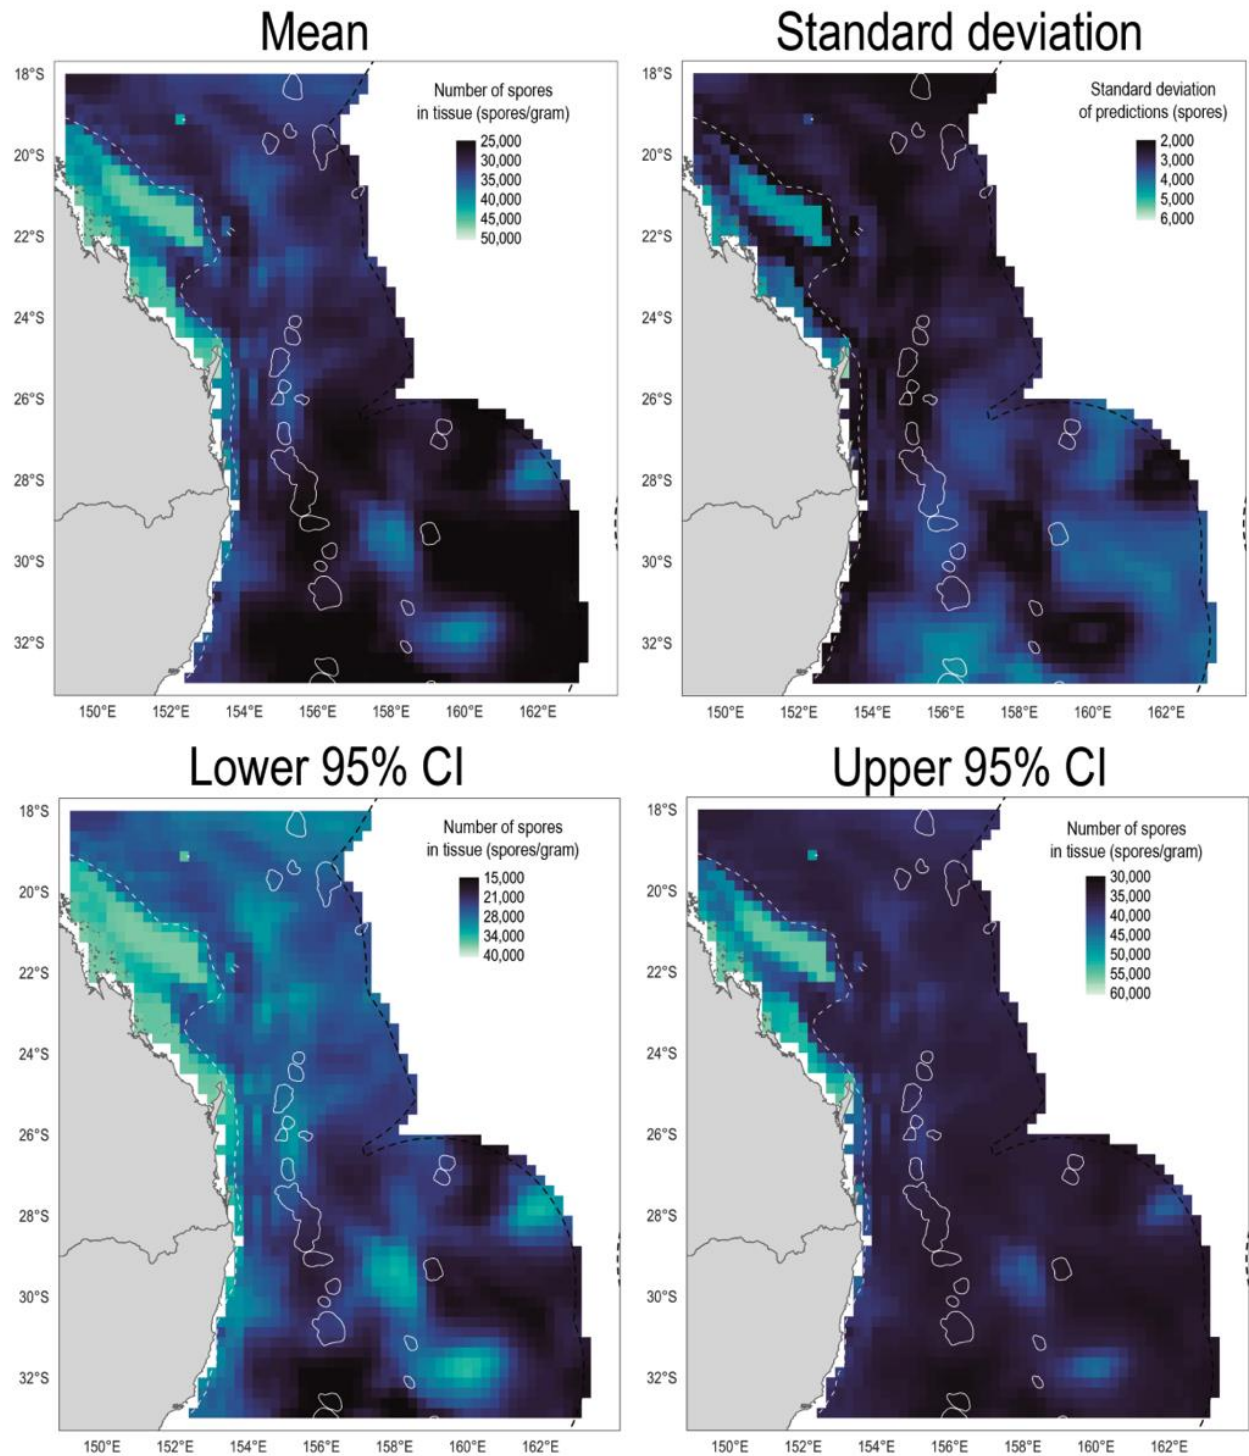 Mean
Number of spores
in tissue (spores/gram)
25,000
30,000
35,000
40,000
45,000
50,000
18°S
20°S
22°S
24°S
26°S
28°S
30°S
32°S
150°E
152°E
154°E
156°E
158°E
160°E
162°E
Standard deviation
Standard deviation
of predictions (spores)
2,000
3,000
4,000
5,000
6,000
18°S
20°S
22°S
24°S
26°S
28°S
30°S
32°S
150°E
152°E
154°E
156°E
158°E
160°E
162°E
Lower 95% CI
Number of spores
in tissue (spores/gram)
15,000
21,000
28,000
34,000
40,000
18°S
20°S
22°S
24°S
26°S
28°S
30°S
32°S
150°E
152°E
154°E
156°E
158°E
160°E
162°E
Upper 95% CI
Number of spores
in tissue (spores/gram)
30,000
35,000
40,000
45,000
50,000
55,000
60,000
18°S
20°S
22°S
24°S
26°S
28°S
30°S
32°S
150°E
152°E
154°E
156°E
158°E
160°E
162°E